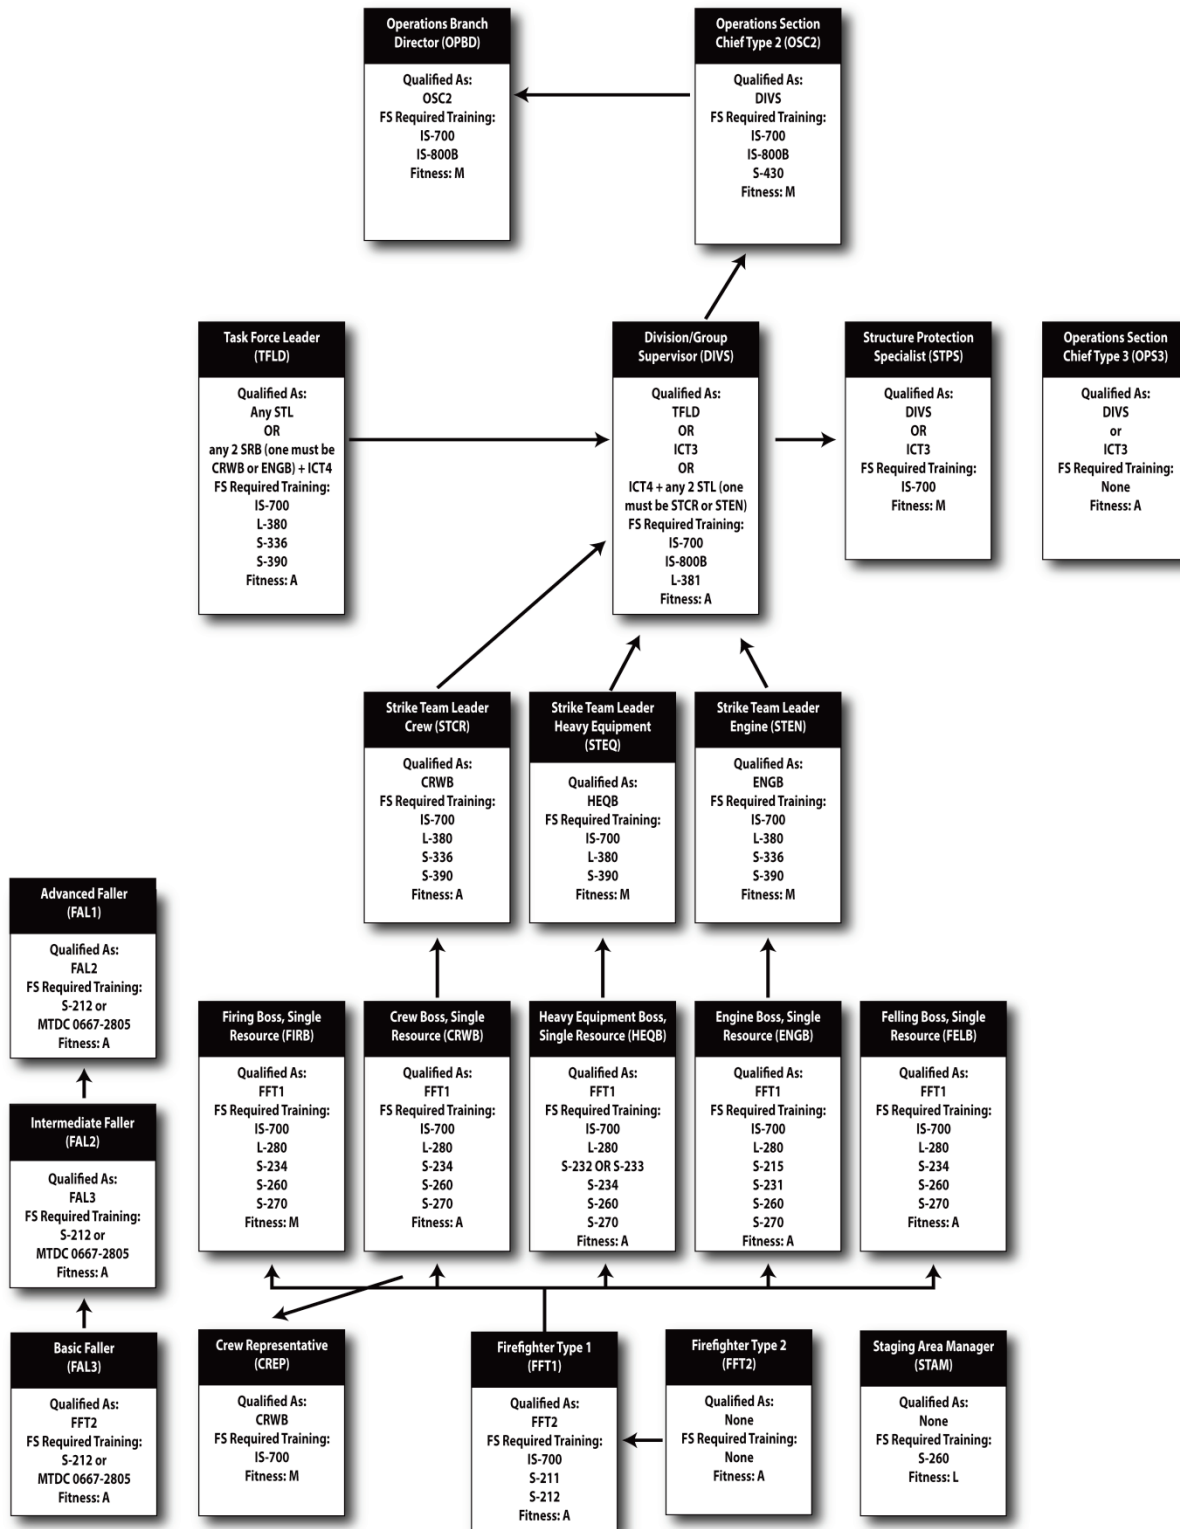 Operations Branch
Director (OPBD)
Qualified As:
OSC2
FS Required Training:
IS-700
IS-800B
Fitness: M
Operations Section
Chief Type 2 (OSC2)
Qualified As:
DIVS
FS Required Training:
IS-700
IS-800B
S-430
Fitness: M
Task Force Leader
(TFLD)
Qualified As:
Any STL
OR
any 2 SRB (one must be
CRWB or ENGB) + ICT4
FS Required Training:
IS-700
L-380
S-336
S-390
Fitness: A
Division/Group
Supervisor (DIVS)
Qualified As:
TFLD
OR
ICT3
OR
ICT4 + any 2 STL (one
must be STCR or STEN)
FS Required Training:
IS-700
IS-800B
L-381
Fitness: A
Structure Protection
Specialist (STPS)
Qualified As:
DIVS
OR
ICT3
FS Required Training:
IS-700
Fitness: M
Operations Section
Chief Type 3 (OPS3)
Qualified As:
DIVS
or
ICT3
FS Required Training:
None
Fitness: A
Strike Team Leader
Crew (STCR)
Qualified As:
CRWB
FS Required Training:
IS-700
L-380
S-336
S-390
Fitness: A
Strike Team Leader
Heavy Equipment
(STEQ)
Qualified As:
HEQB
FS Required Training:
IS-700
L-380
S-390
Fitness: M
Strike Team Leader
Engine (STEN)
Qualified As:
ENGB
FS Required Training:
IS-700
L-380
S-336
S-390
Fitness: M
Advanced Faller
(FAL1)
Qualified As:
FAL2
FS Required Training:
S-212 or
MTDC 0667-2805
Fitness: A
Firing Boss, Single
Resource (FIRB)
Qualified As:
FFT1
FS Required Training:
IS-700
L-280
S-234
S-260
S-270
Fitness: M
Crew Boss, Single
Resource (CRWB)
Qualified As:
FFT1
FS Required Training:
IS-700
L-280
S-234
S-260
S-270
Fitness: A
Heavy Equipment Boss,
Single Resource (HEQB)
Qualified As:
FFT1
FS Required Training:
IS-700
L-280
S-232 OR S-233
S-234
S-260
S-270
Fitness: A
Engine Boss, Single
Resource (ENGB)
Qualified As:
FFT1
FS Required Training:
IS-700
L-280
S-215
S-231
S-260
S-270
Fitness: A
Felling Boss, Single
Resource (FELB)
Qualified As:
FFT1
FS Required Training:
IS-700
L-280
S-234
S-260
S-270
Fitness: A
Intermediate Faller
(FAL2)
Qualified As:
FAL3
FS Required Training:
S-212 or
MTDC 0667-2805
Fitness: A
Basic Faller
(FAL3)
Qualified As:
FFT2
FS Required Training:
S-212 or
MTDC 0667-2805
Fitness: A
Crew Representative
(CREP)
Qualified As:
CRWB
FS Required Training:
IS-700
Fitness: M
Firefighter Type 1
(FFT1)
Qualified As:
FFT2
FS Required Training:
IS-700
S-211
S-212
Fitness: A
Firefighter Type 2
(FFT2)
Qualified As:
None
FS Required Training:
None
Fitness: A
Staging Area Manager
(STAM)
Qualified As:
None
FS Required Training:
S-260
Fitness: L